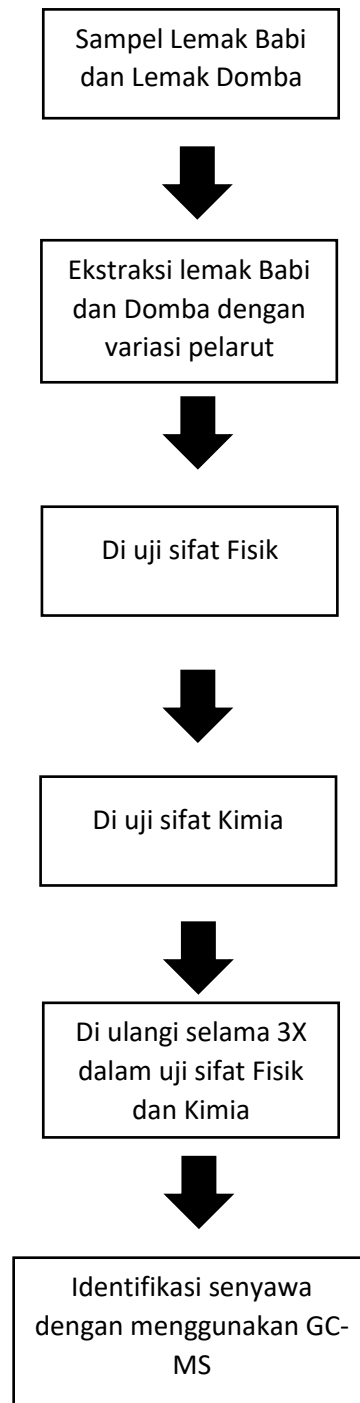 Sampel Lemak Babi
dan Lemak Domba
Ekstraksi lemak Babi
dan Domba dengan
variasi pelarut
Di uji sifat Fisik
Di uji sifat Kimia
Di ulangi selama 3X
dalam uji sifat Fisik
dan Kimia
Identifikasi senyawa
dengan menggunakan GC-
MS